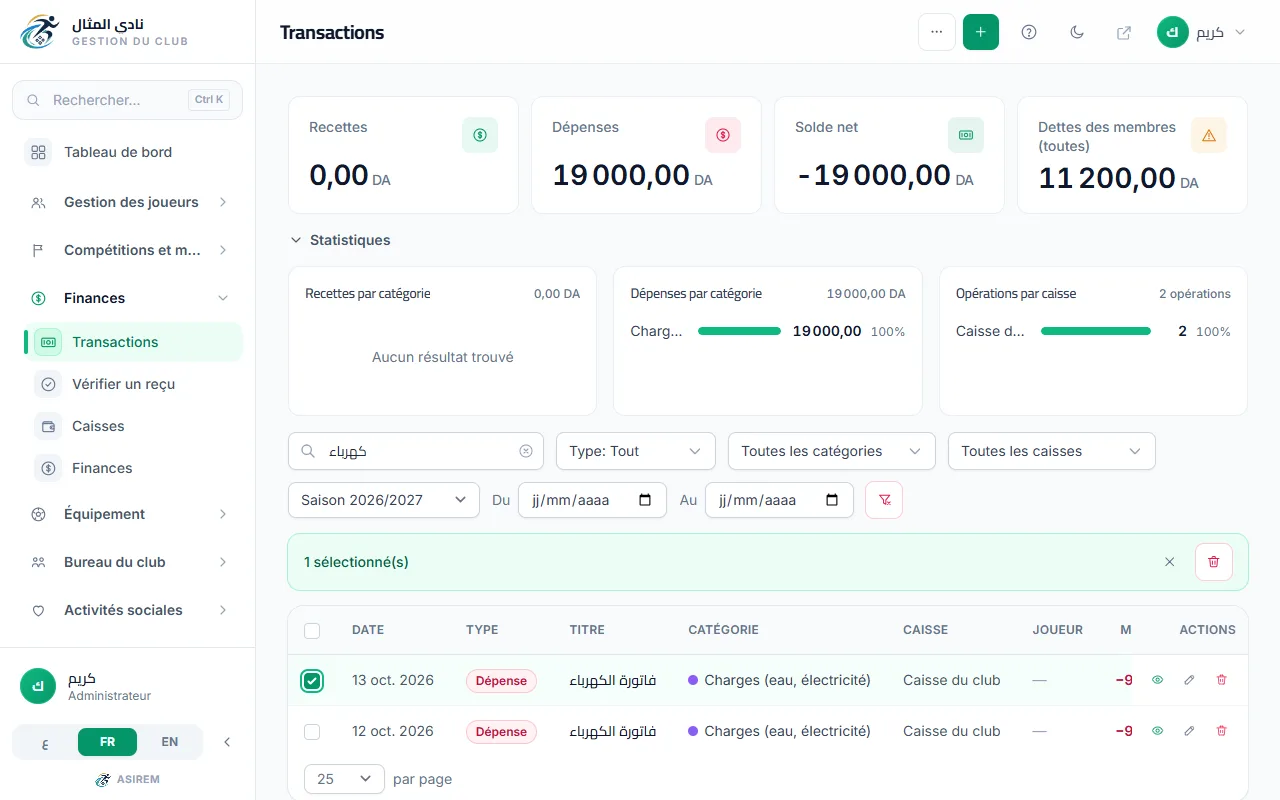 نادي المثال
GESTION DU CLUB
Rechercher... Ctrl K
Tableau de bord
Gestion des joueurs
Compétitions et m...
Finances
Transactions
Vérifier un reçu
Caisses
Finances
Équipement
Bureau du club
Activités sociales
ك كريم
Administrateur
ع FR EN
ASIREM
Transactions
... + ك كريم
Recettes
0,00 DA
Dépenses
19 000,00 DA
Solde net
-19 000,00 DA
Dettes des membres
(toutes)
11 200,00 DA
Statistiques
Recettes par catégorie 0,00 DA
Aucun résultat trouvé
Dépenses par catégorie 19 000,00 DA
Charg... 19 000,00 100%
Opérations par caisse 2 opérations
Caisse d... 2 100%
كهرباء Type: Tout Toutes les catégories Toutes les caisses
Saison 2026/2027 Du jj/mm/aaaa Au jj/mm/aaaa
1 sélectionné(s)
DATE TYPE TITRE CATÉGORIE CAISSE JOUEUR M ACTIONS
13 oct. 2026 Dépense فاتورة الكهرباء Charges (eau, électricité) Caisse du club — −9
12 oct. 2026 Dépense فاتورة الكهرباء Charges (eau, électricité) Caisse du club — −9
25 par page